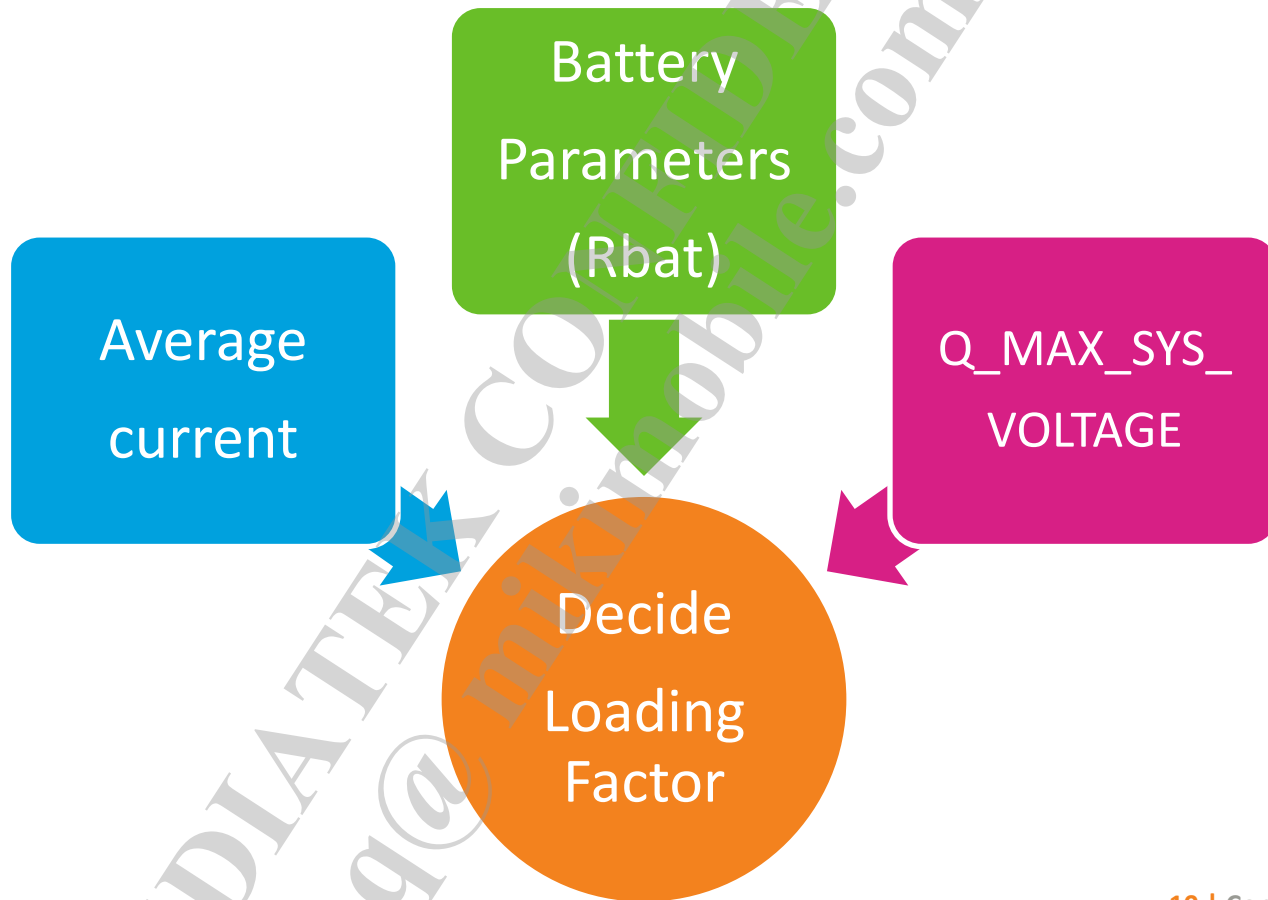 Battery
Parameters
(Rbat)
Average
current
Q_MAX_SYS_
VOLTAGE
Decide
Loading
Factor